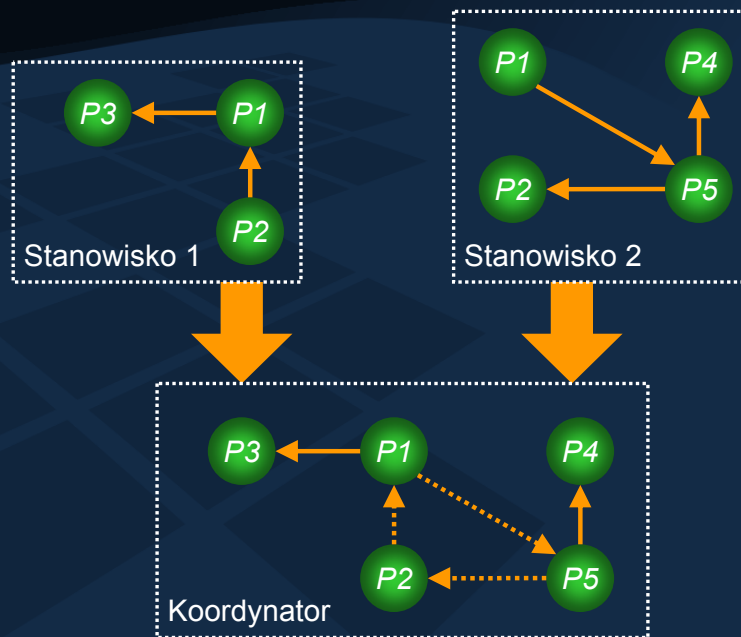 P3
P1
P2
Stanowisko 1
P1
P4
P2
P5
Stanowisko 2
P3
P1
P4
P2
P5
Koordynator